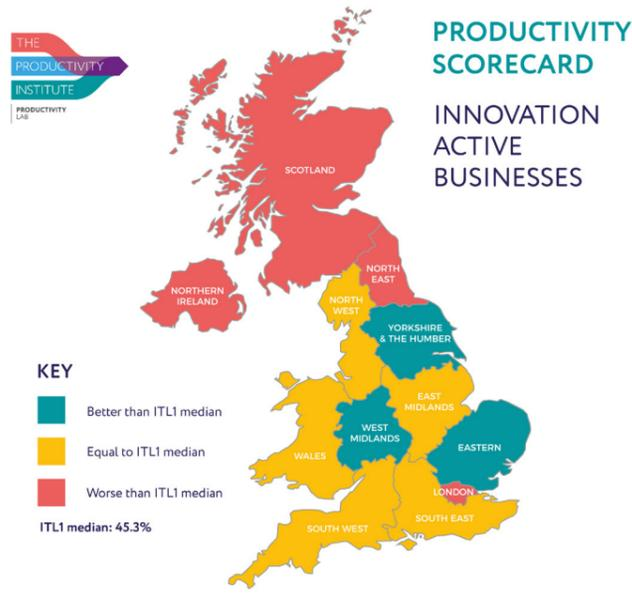 THE
PRODUCTIVITY
INSTITUTE
PRODUCTIVITY
LAB
PRODUCTIVITY
SCORECARD
INNOVATION
ACTIVE
BUSINESSES
SCOTLAND
NORTHERN
IRELAND
NORTH
EAST
NORTH
WEST
YORKSHIRE
& THE HUMBER
EAST
MIDLANDS
WEST
MIDLANDS
EASTERN
WALES
LONDON
SOUTH EAST
SOUTH WEST
KEY
Better than ITL1 median
Equal to ITL1 median
Worse than ITL1 median
ITL1 median: 45.3%